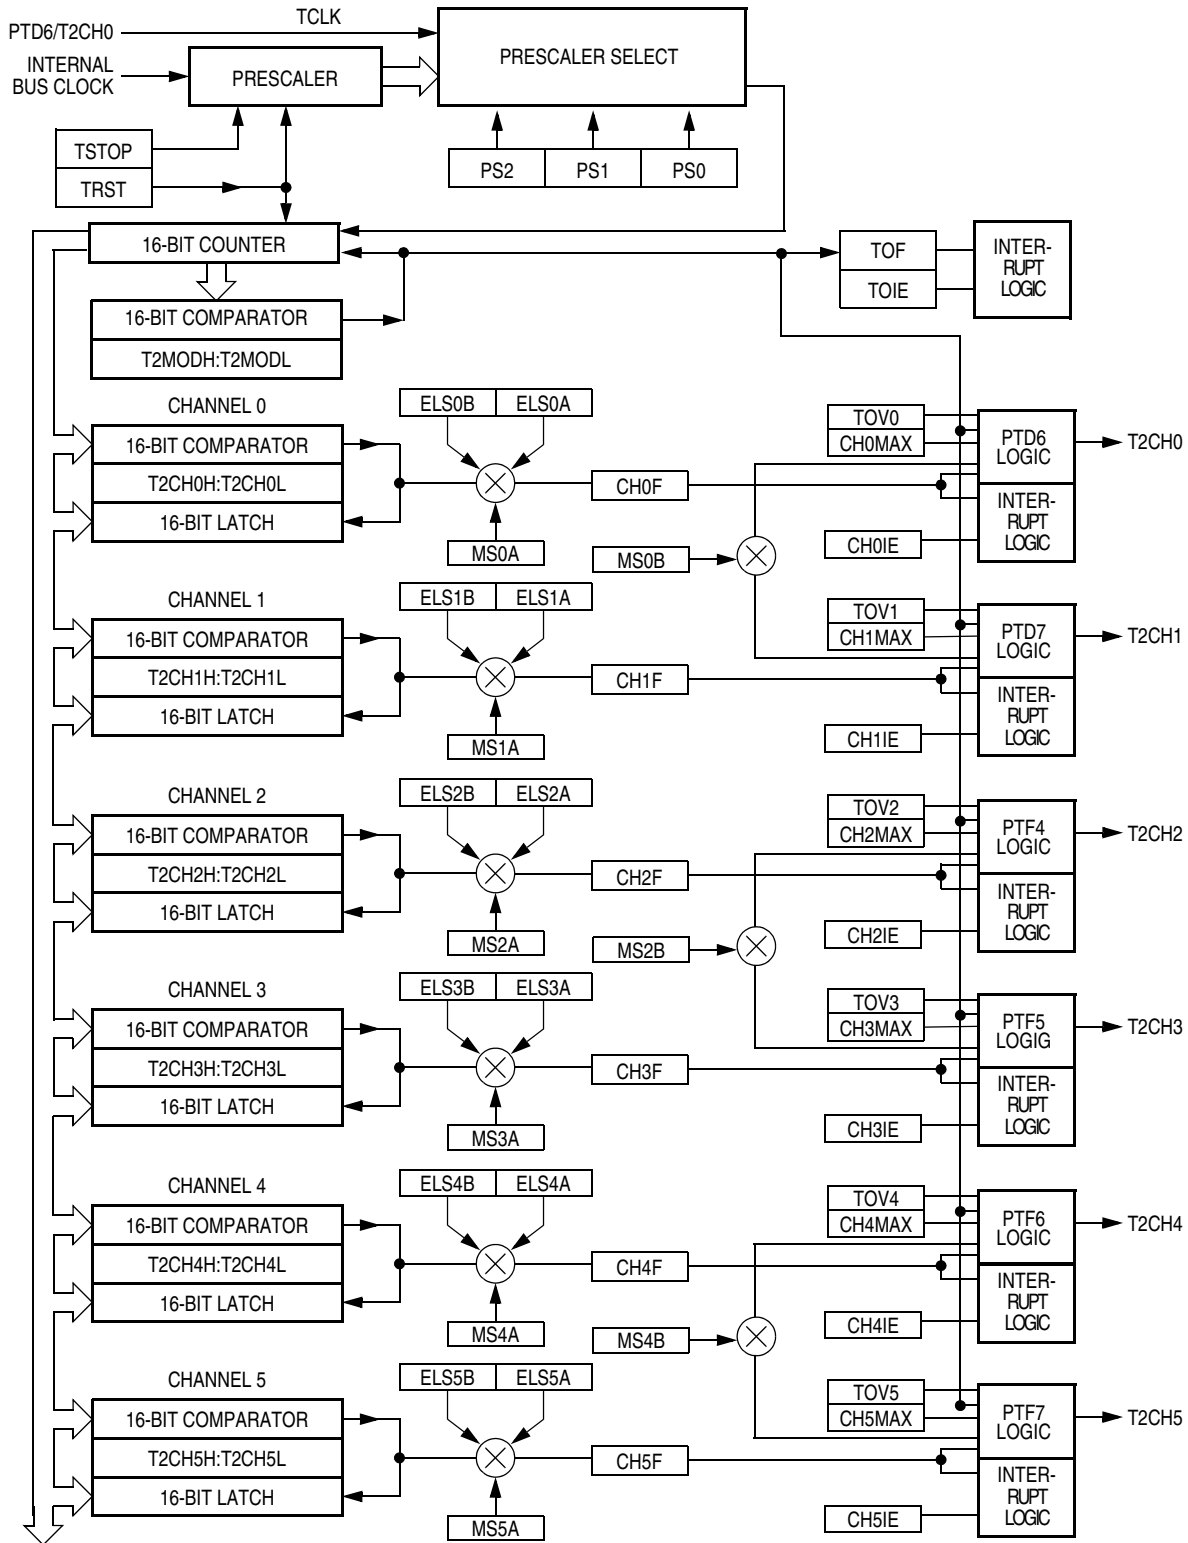 TCLK
PTD6/T2CH0
INTERNAL
BUS CLOCK
PRESCALER
PRESCALER SELECT
TSTOP
TRST
PS2
PS1
PS0
16-BIT COUNTER
TOF
TOIE
INTER-
RUPT
LOGIC
16-BIT COMPARATOR
T2MODH:T2MODL
CHANNEL 0
16-BIT COMPARATOR
T2CH0H:T2CH0L
16-BIT LATCH
ELS0B
ELS0A
MS0A
CH0F
MS0B
TOV0
CH0MAX
CH0IE
PTD6
LOGIC
INTER-
RUPT
LOGIC
T2CH0
CHANNEL 1
16-BIT COMPARATOR
T2CH1H:T2CH1L
16-BIT LATCH
ELS1B
ELS1A
MS1A
CH1F
TOV1
CH1MAX
CH1IE
PTD7
LOGIC
INTER-
RUPT
LOGIC
T2CH1
CHANNEL 2
16-BIT COMPARATOR
T2CH2H:T2CH2L
16-BIT LATCH
ELS2B
ELS2A
MS2A
CH2F
MS2B
TOV2
CH2MAX
CH2IE
PTF4
LOGIC
INTER-
RUPT
LOGIC
T2CH2
CHANNEL 3
16-BIT COMPARATOR
T2CH3H:T2CH3L
16-BIT LATCH
ELS3B
ELS3A
MS3A
CH3F
TOV3
CH3MAX
CH3IE
PTF5
LOGIG
INTER-
RUPT
LOGIC
T2CH3
CHANNEL 4
16-BIT COMPARATOR
T2CH4H:T2CH4L
16-BIT LATCH
ELS4B
ELS4A
MS4A
CH4F
MS4B
TOV4
CH4MAX
CH4IE
PTF6
LOGIC
INTER-
RUPT
LOGIC
T2CH4
CHANNEL 5
16-BIT COMPARATOR
T2CH5H:T2CH5L
16-BIT LATCH
ELS5B
ELS5A
MS5A
CH5F
TOV5
CH5MAX
CH5IE
PTF7
LOGIC
INTER-
RUPT
LOGIC
T2CH5